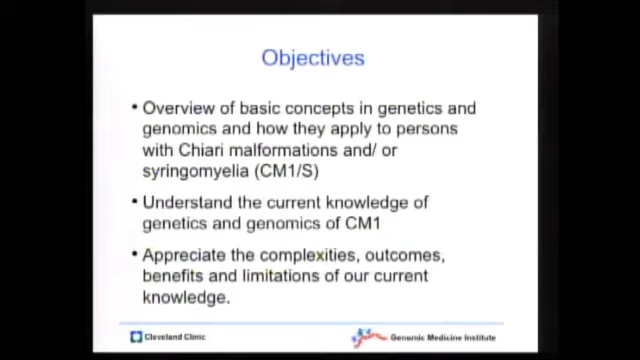 Objectives
• Overview of basic concepts in genetics and
genomics and how they apply to persons
with Chiari malformations and/ or
syringomyelia (CM1/S)
• Understand the current knowledge of
genetics and genomics of CM1
• Appreciate the complexities, outcomes,
benefits and limitations of our current
knowledge.
Cleveland Clinic
Genomic Medicine Institute